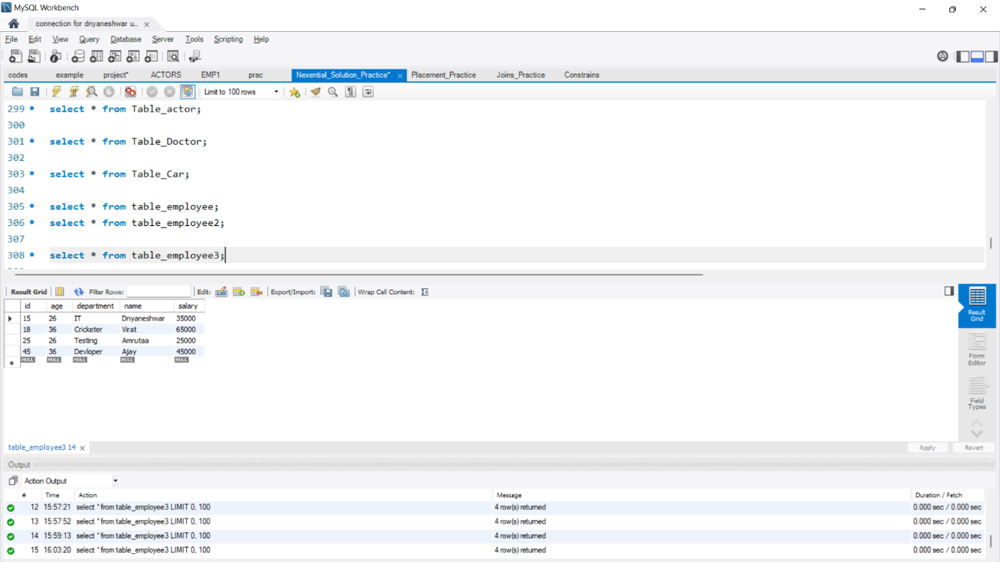 MySQL Workbench
connection for dnyaneshwar u...
File Edit View Query Database Server Tools Scripting Help
codes example project* ACTORS EMP1 prac Nexential_Solution_Practice* Placement_Practice Joins_Practice Constrains
Limit to 100 rows
299 select * from Table_actor;
300
301 select * from Table_Doctor;
302
303 select * from Table_Car;
304
305 select * from table_employee;
306 select * from table_employee2;
307
308 select * from table_employee3;
Result Grid Filter Rows: Edit: Export/Import: Wrap Cell Content:
id age department name salary
15 26 IT Dnyaneshwar 35000
18 36 Cricketer Virat 65000
25 26 Testing Amrutaa 25000
45 36 Devloper Ajay 45000
NULL NULL NULL NULL NULL
Result
Grid
Form
Editor
Field
Types
table_employee3 14
Apply Revert
Output
Action Output
# Time Action Message Duration / Fetch
12 15:57:21 select * from table_employee3 LIMIT 0, 100 4 row(s) returned 0.000 sec / 0.000 sec
13 15:57:52 select * from table_employee3 LIMIT 0, 100 4 row(s) returned 0.000 sec / 0.000 sec
14 15:59:13 select * from table_employee3 LIMIT 0, 100 4 row(s) returned 0.000 sec / 0.000 sec
15 16:03:20 select * from table_employee3 LIMIT 0, 100 4 row(s) returned 0.000 sec / 0.000 sec